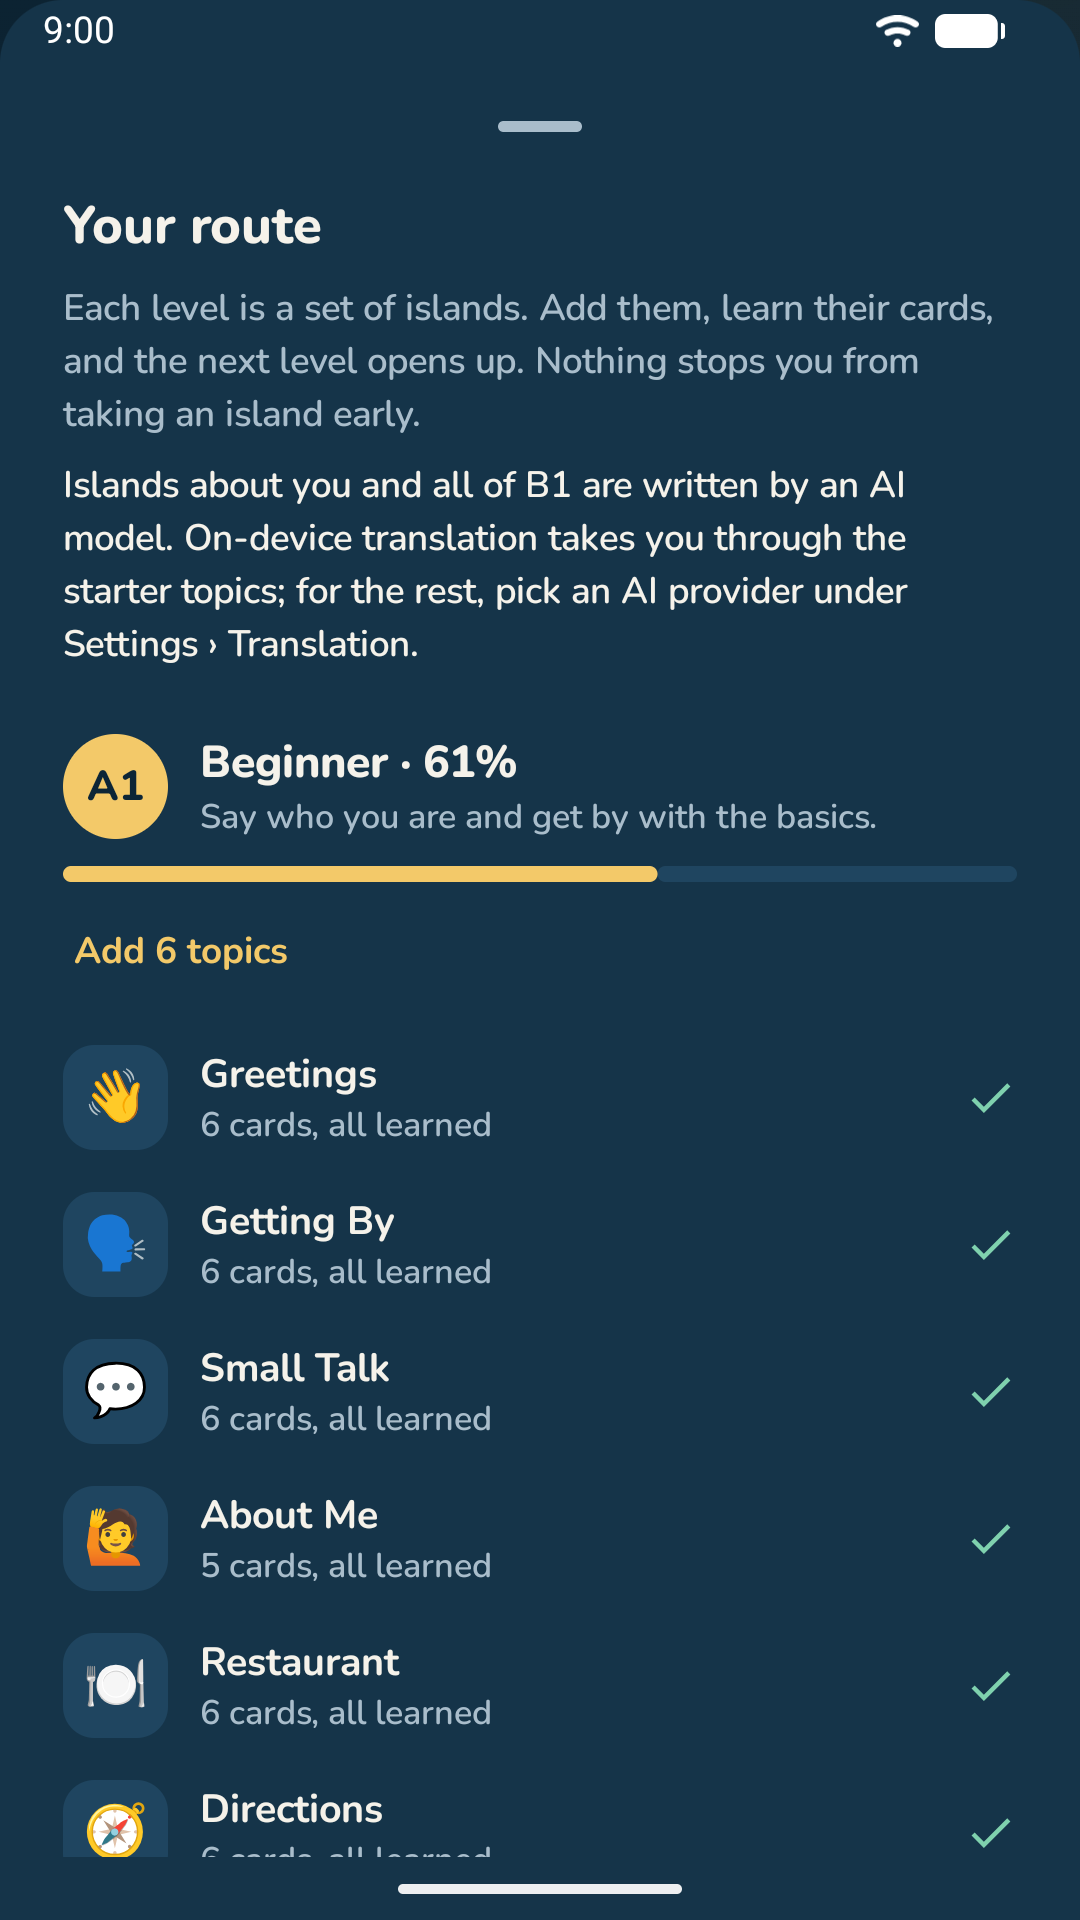 9:00
Your route
Each level is a set of islands. Add them, learn their cards,
and the next level opens up. Nothing stops you from
taking an island early.
Islands about you and all of B1 are written by an AI
model. On-device translation takes you through the
starter topics; for the rest, pick an AI provider under
Settings › Translation.
A1
Beginner · 61%
Say who you are and get by with the basics.
Add 6 topics
Greetings
6 cards, all learned
Getting By
6 cards, all learned
Small Talk
6 cards, all learned
About Me
5 cards, all learned
Restaurant
6 cards, all learned
Directions
6 cards, all learned